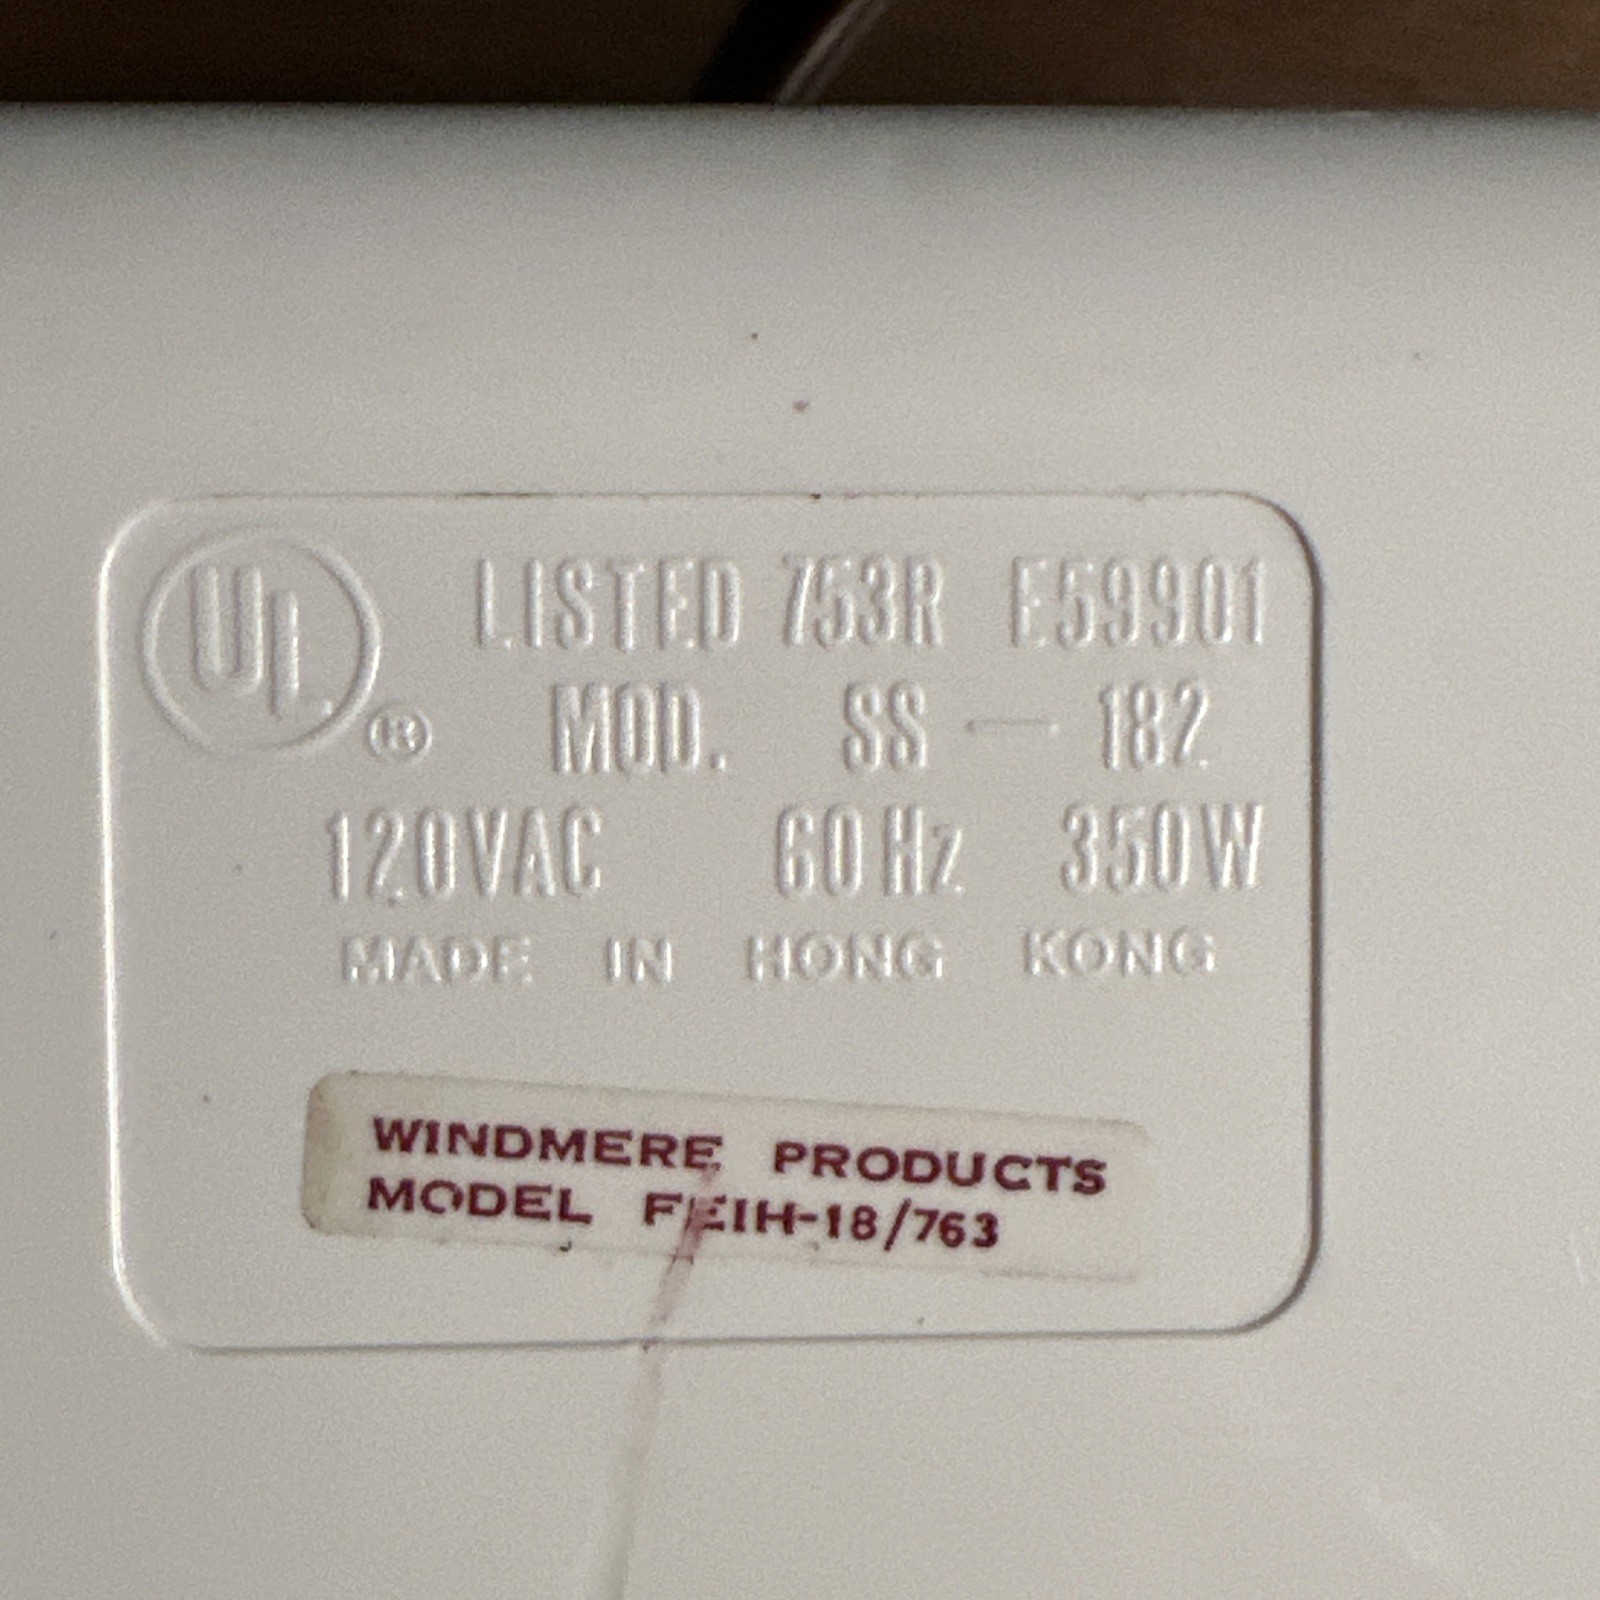 UL® LISTED 753R E59901
MOD. SS — 182
120VAC 60Hz 350W
MADE IN HONG KONG
WINDMERE PRODUCTS
MODEL FEIH-18/763